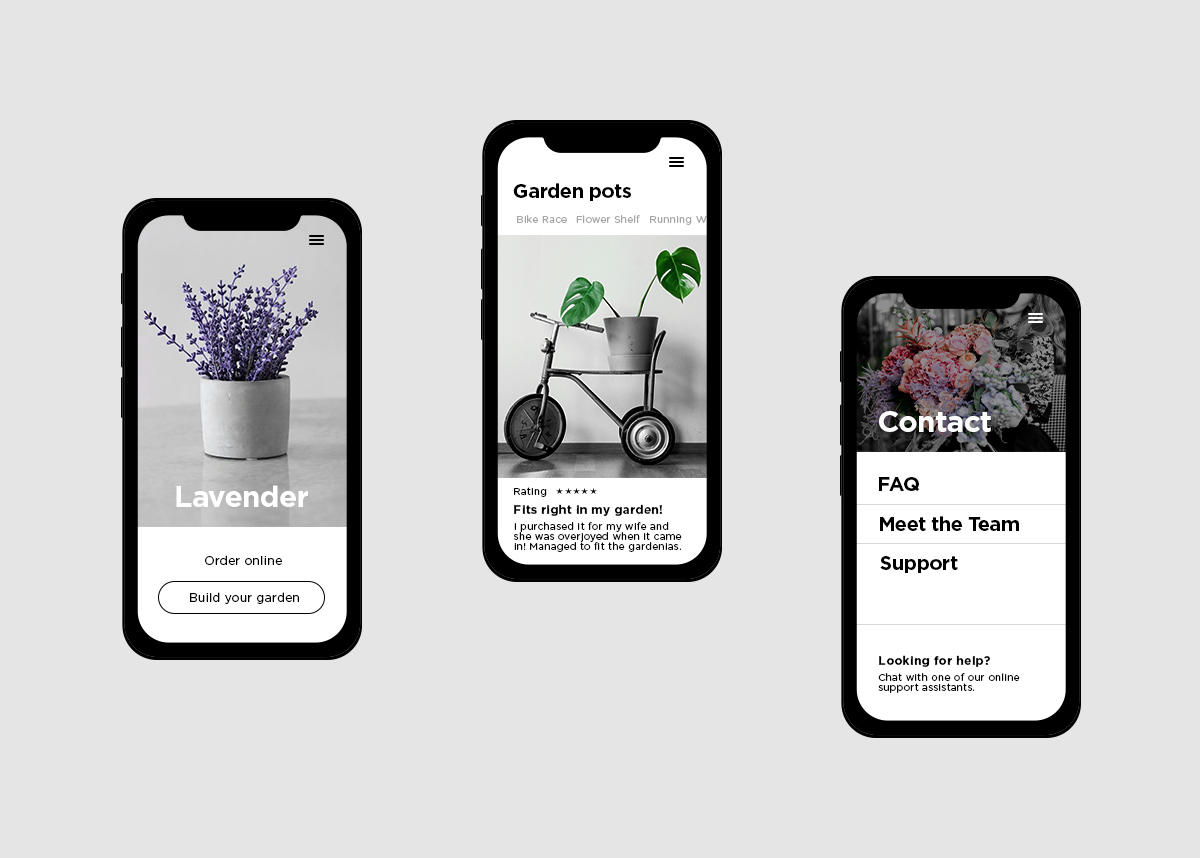 Lavender
Order online
Build your garden
Garden pots
Bike Race Flower Shelf Running W
Rating ★★★★★
Fits right in my garden!
I purchased it for my wife and
she was overjoyed when it came
in! Managed to fit the gardenias.
Contact
FAQ
Meet the Team
Support
Looking for help?
Chat with one of our online
support assistants.